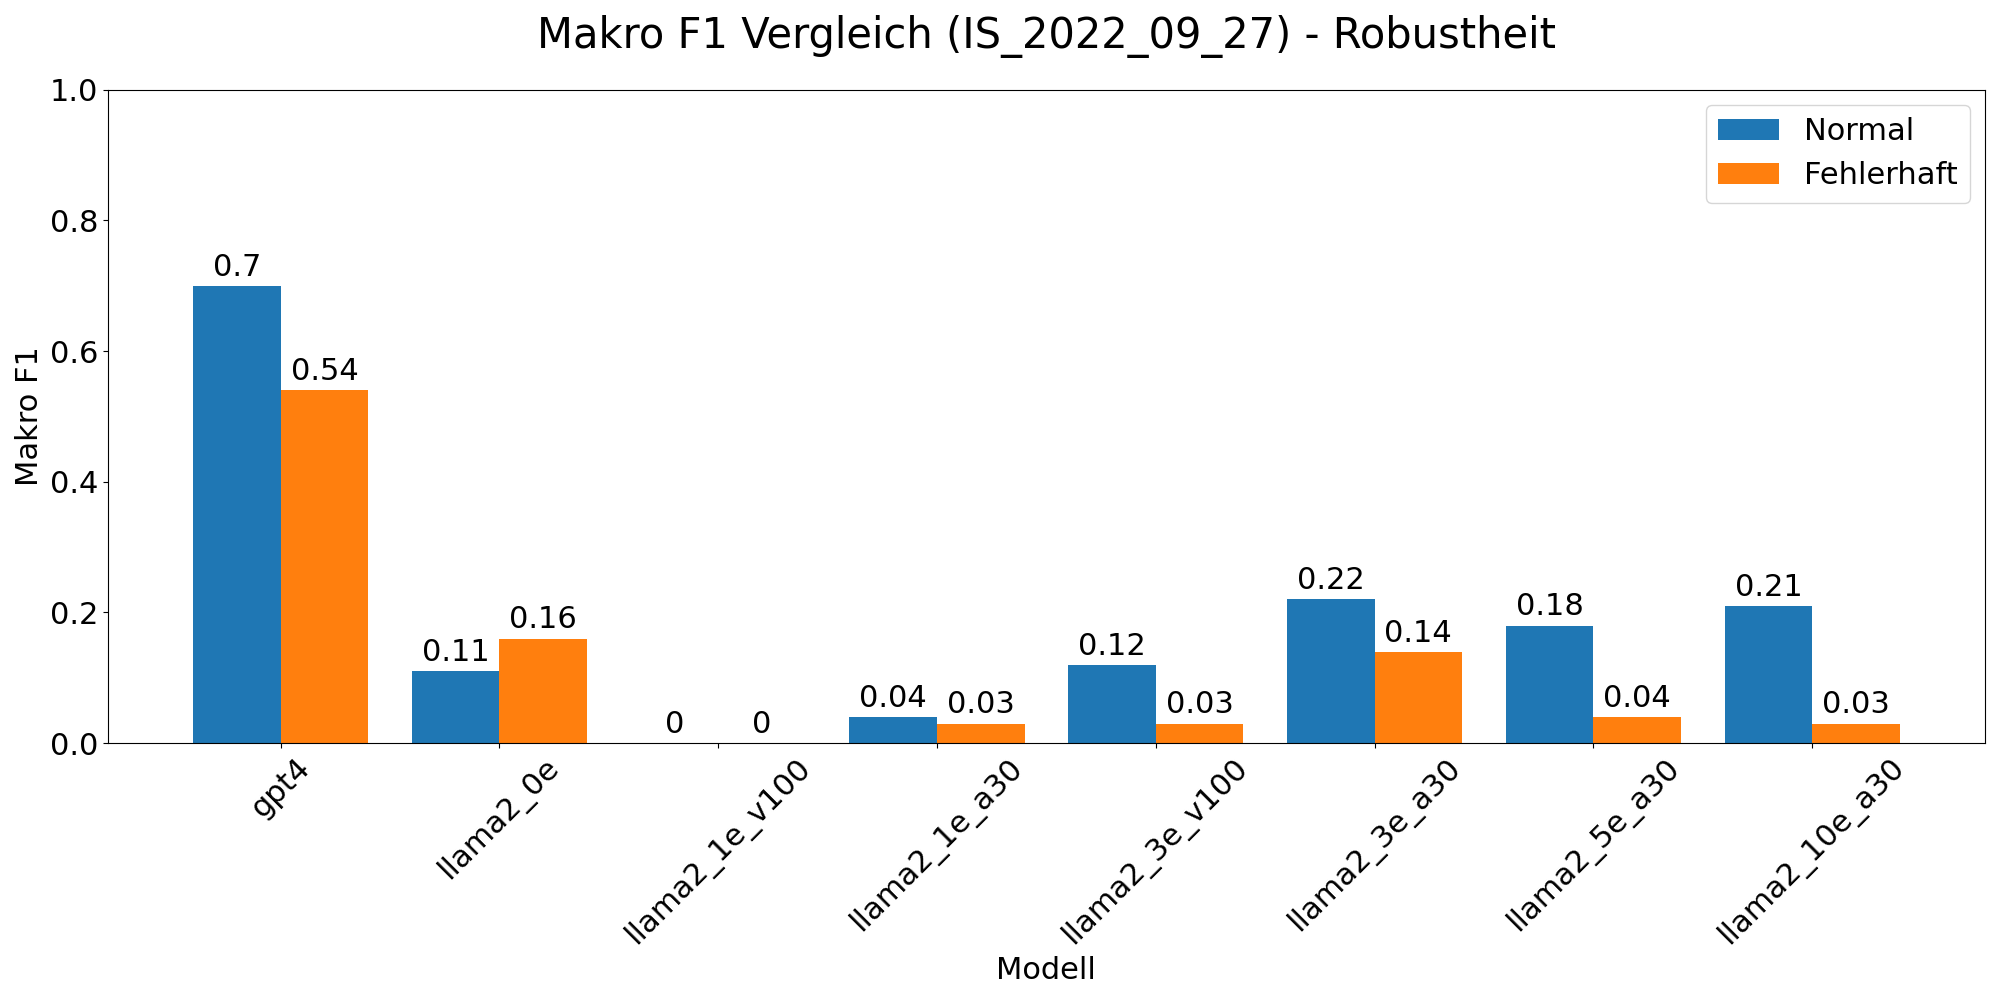 Makro F1 Vergleich (IS_2022_09_27) - Robustheit
Makro F1
1.0
0.8
0.6
0.4
0.2
0.0
Normal
Fehlerhaft
0.7
0.54
0.11
0.16
0
0
0.04
0.03
0.12
0.03
0.22
0.14
0.18
0.04
0.21
0.03
gpt4
llama2_0e
llama2_1e_v100
llama2_1e_a30
llama2_3e_v100
llama2_3e_a30
llama2_5e_a30
llama2_10e_a30
Modell